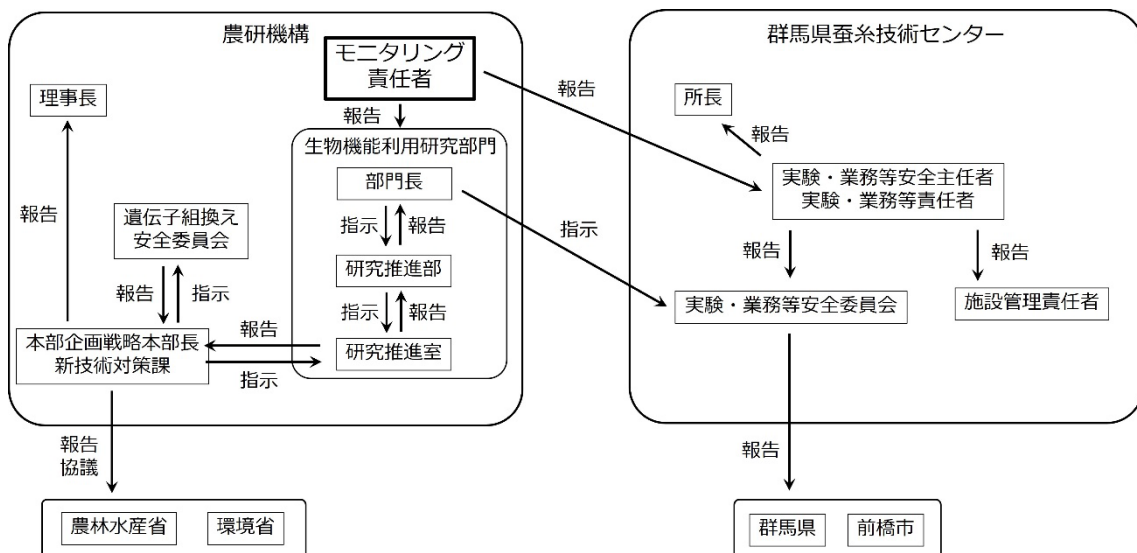 農研機構
モニタリング
責任者
報告
理事長
報告
遺伝子組換え
安全委員会
報告
指示
本部企画戦略本部長
新技術対策課
報告
指示
生物機能利用研究部門
部門長
指示
報告
研究推進部
指示
報告
研究推進室
報告
協議
農林水産省
環境省
群馬県蚕糸技術センター
報告
所長
報告
実験・業務等安全主任者
実験・業務等責任者
指示
報告
報告
実験・業務等安全委員会
施設管理責任者
報告
群馬県
前橋市